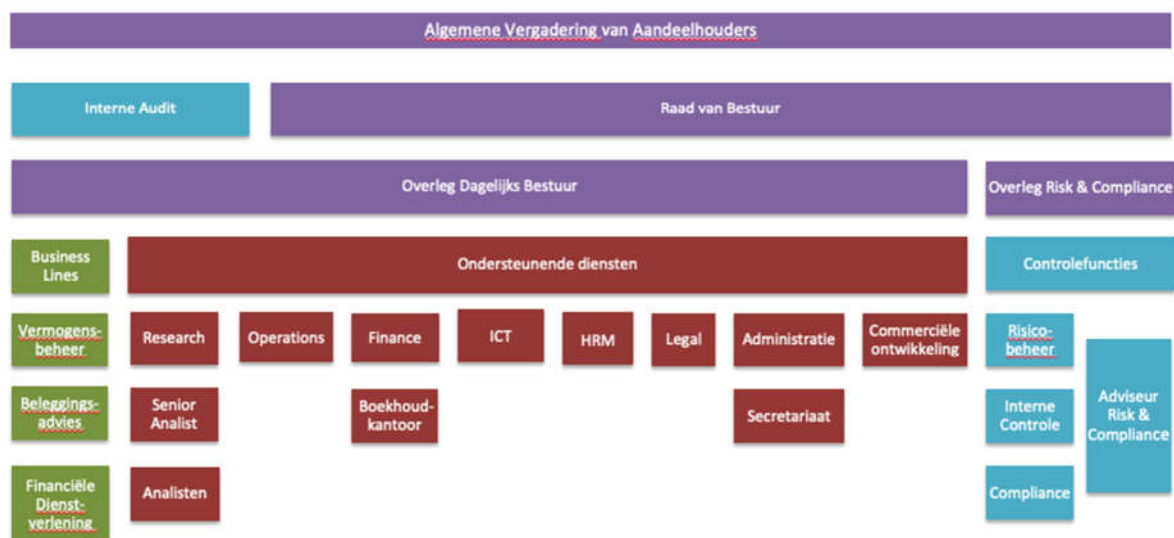 Algemene Vergadering van Aandeelhouders
Interne Audit
Raad van Bestuur
Overleg Dagelijks Bestuur
Overleg Risk & Compliance
Business
Lines
Ondersteunende diensten
Controlefuncties
Vermogens-
beheer
Research
Operations
Finance
ICT
HRM
Legal
Administratie
Commerciële
ontwikkeling
Risico-
beheer
Beleggings-
advies
Senior
Analist
Boekhoud-
kantoor
Secretariaat
Interne
Controle
Adviseur
Risk &
Compliance
Financiële
Dienst-
verlening
Analisten
Compliance